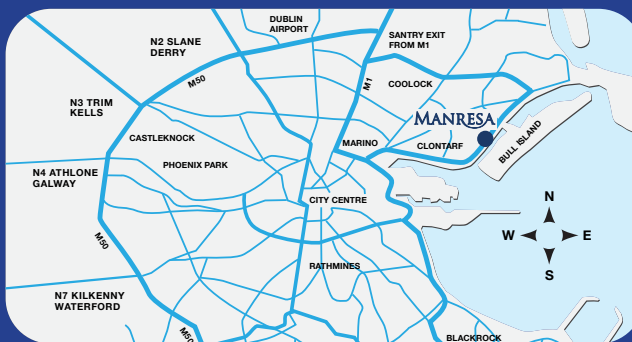 DUBLIN
AIRPORT
SANTRY EXIT
FROM M1
N2 SLANE
DERRY
M50
M1
COOLOCK
N3 TRIM
KELLS
MANRESA
CASTLEKNOCK
MARINO
CLONTARF
BULL ISLAND
PHOENIX PARK
N4 ATHLONE
GALWAY
CITY CENTRE
N
W
E
S
M50
RATHMINES
N7 KILKENNY
WATERFORD
M50
BLACKROCK